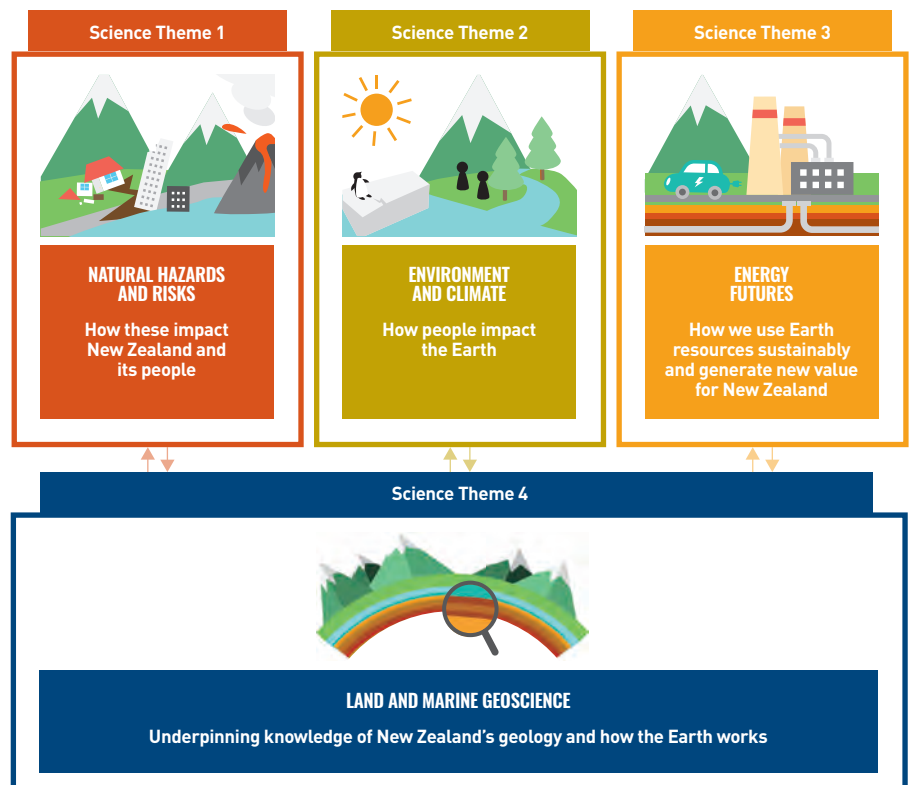 Science Theme 1
Science Theme 2
Science Theme 3
NATURAL HAZARDS
AND RISKS
How these impact
New Zealand and
its people
ENVIRONMENT
AND CLIMATE
How people impact
the Earth
ENERGY
FUTURES
How we use Earth
resources sustainably
and generate new value
for New Zealand
Science Theme 4
LAND AND MARINE GEOSCIENCE
Underpinning knowledge of New Zealand's geology and how the Earth works